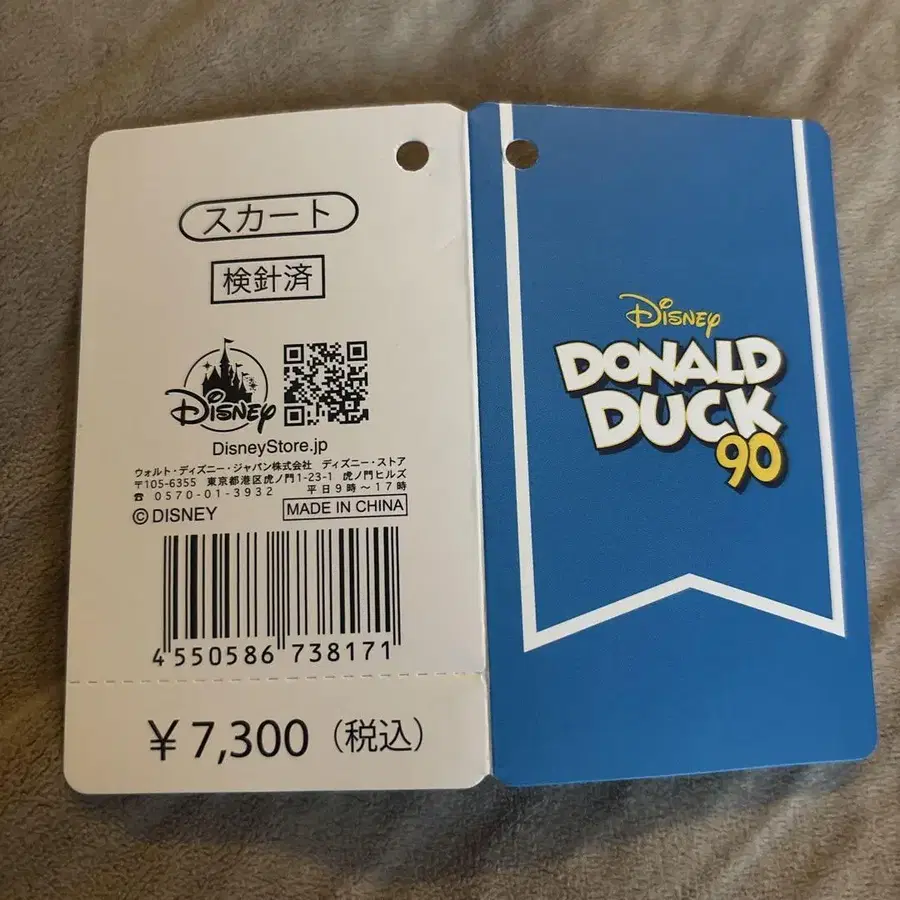 スカート
検針済
Disney
DisneyStore.jp
ウォルト・ディズニー・ジャパン株式会社 ディズニー・ストア
〒105-6355 東京都港区虎ノ門1-23-1 虎ノ門ヒルズ
☎ 0570-01-3932 平日9時～17時
© DISNEY MADE IN CHINA
4 550586 738171
￥7,300（税込）
Disney
DONALD
DUCK
90